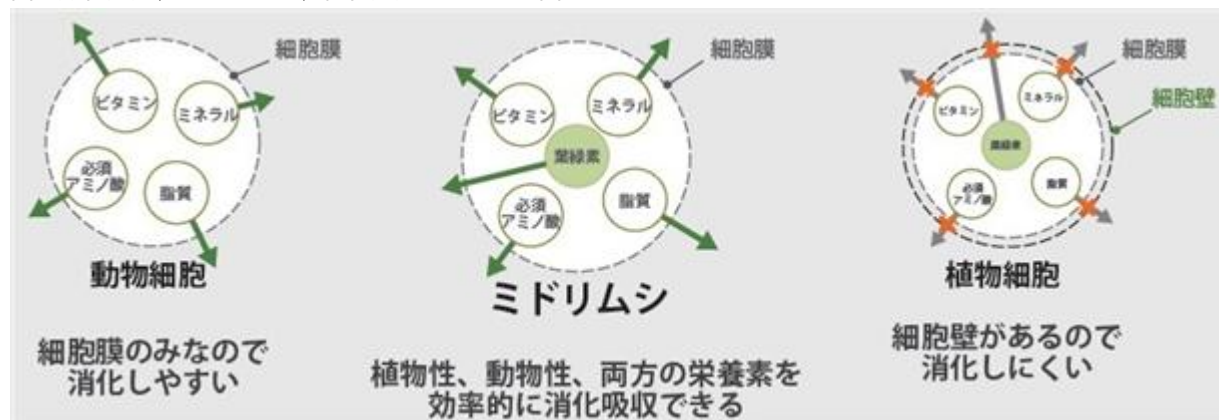 細胞膜
ビタミン
ミネラル
必須
アミノ酸
脂質
動物細胞
細胞膜のみなので
消化しやすい
細胞膜
ビタミン
ミネラル
葉緑素
必須
アミノ酸
脂質
ミドリムシ
植物性、動物性、両方の栄養素を
効率的に消化吸収できる
細胞膜
細胞壁
ビタミン
ミネラル
葉緑素
必須
アミノ酸
脂質
植物細胞
細胞壁があるので
消化しにくい